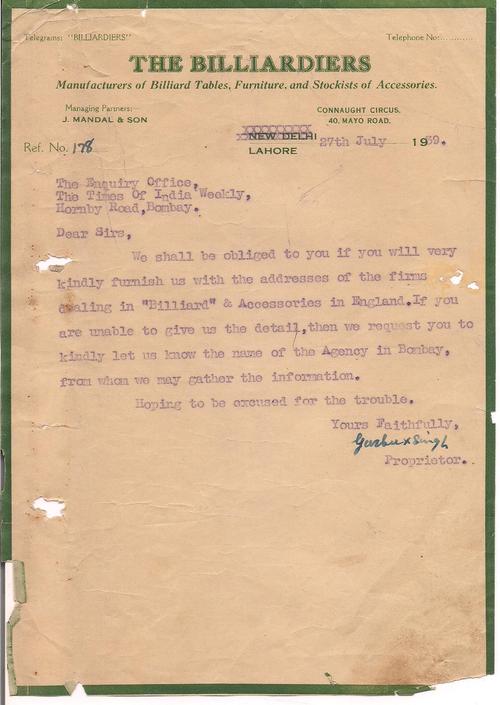 Telegrams: "BILLIARDIERS"
Telephone No:...........
THE BILLIARDIERS
Manufacturers of Billiard Tables, Furniture, and Stockists of Accessories.
Managing Partners:—
J. MANDAL & SON
CONNAUGHT CIRCUS,
40, MAYO ROAD,
NEW DELHI
LAHORE
27th July 1939.
Ref. No. 178
The Enquiry Office,
The Times Of India Weekly,
Hornby Road,Bombay.
Dear Sirs,
We shall be obliged to you if you will very
kindly furnish us with the addresses of the firms
dealing in "Billiard" & Accessories in England.If you
are unable to give us the detail,then we request you to
kindly let us know the name of the Agency in Bombay,
from whom we may gather the information.
Hoping to be excused for the trouble.
Yours Faithfully,
Gurbux Singh
Proprietor.